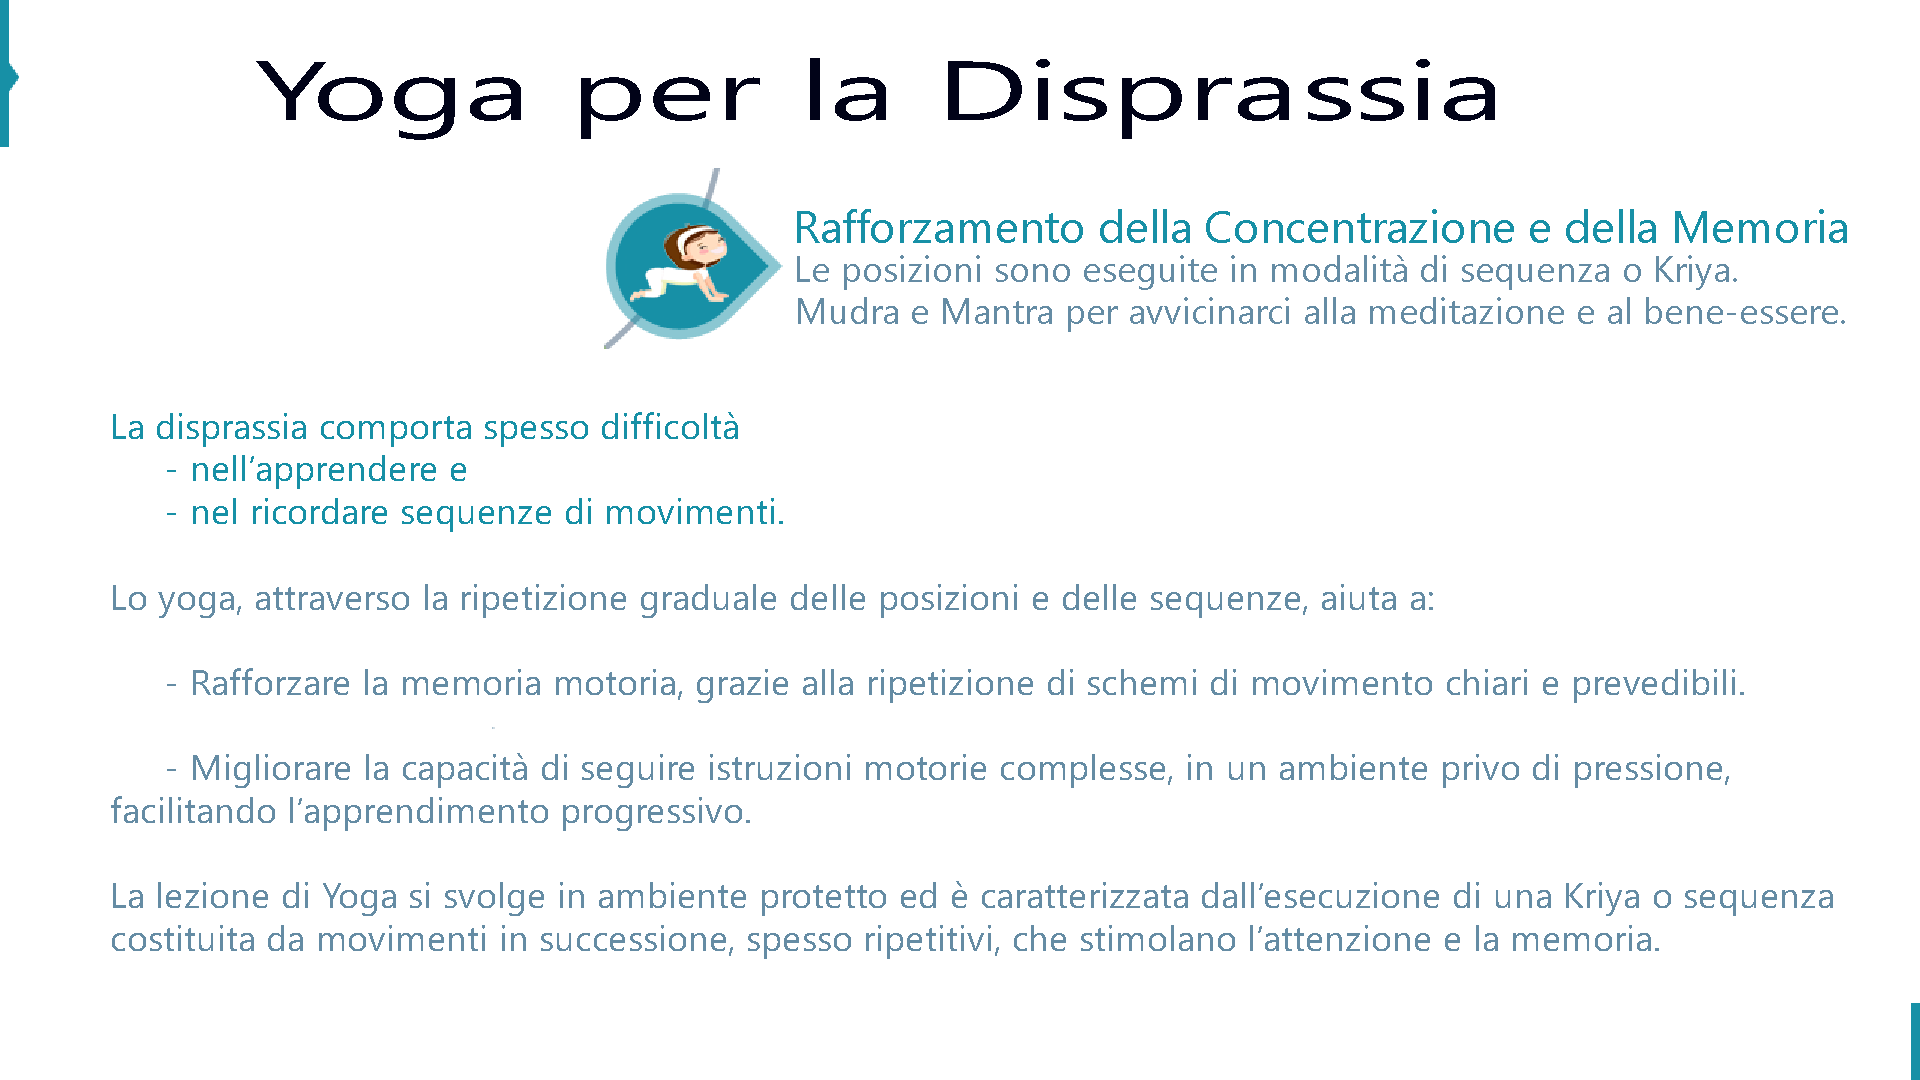 Yoga per la Disprassia
Rafforzamento della Concentrazione e della Memoria
Le posizioni sono eseguite in modalità di sequenza o Kriya.
Mudra e Mantra per avvicinarci alla meditazione e al bene-essere.
La disprassia comporta spesso difficoltà
- nell’apprendere e
- nel ricordare sequenze di movimenti.
Lo yoga, attraverso la ripetizione graduale delle posizioni e delle sequenze, aiuta a:
- Rafforzare la memoria motoria, grazie alla ripetizione di schemi di movimento chiari e prevedibili.
- Migliorare la capacità di seguire istruzioni motorie complesse, in un ambiente privo di pressione,
facilitando l’apprendimento progressivo.
La lezione di Yoga si svolge in ambiente protetto ed è caratterizzata dall’esecuzione di una Kriya o sequenza
costituita da movimenti in successione, spesso ripetitivi, che stimolano l’attenzione e la memoria.